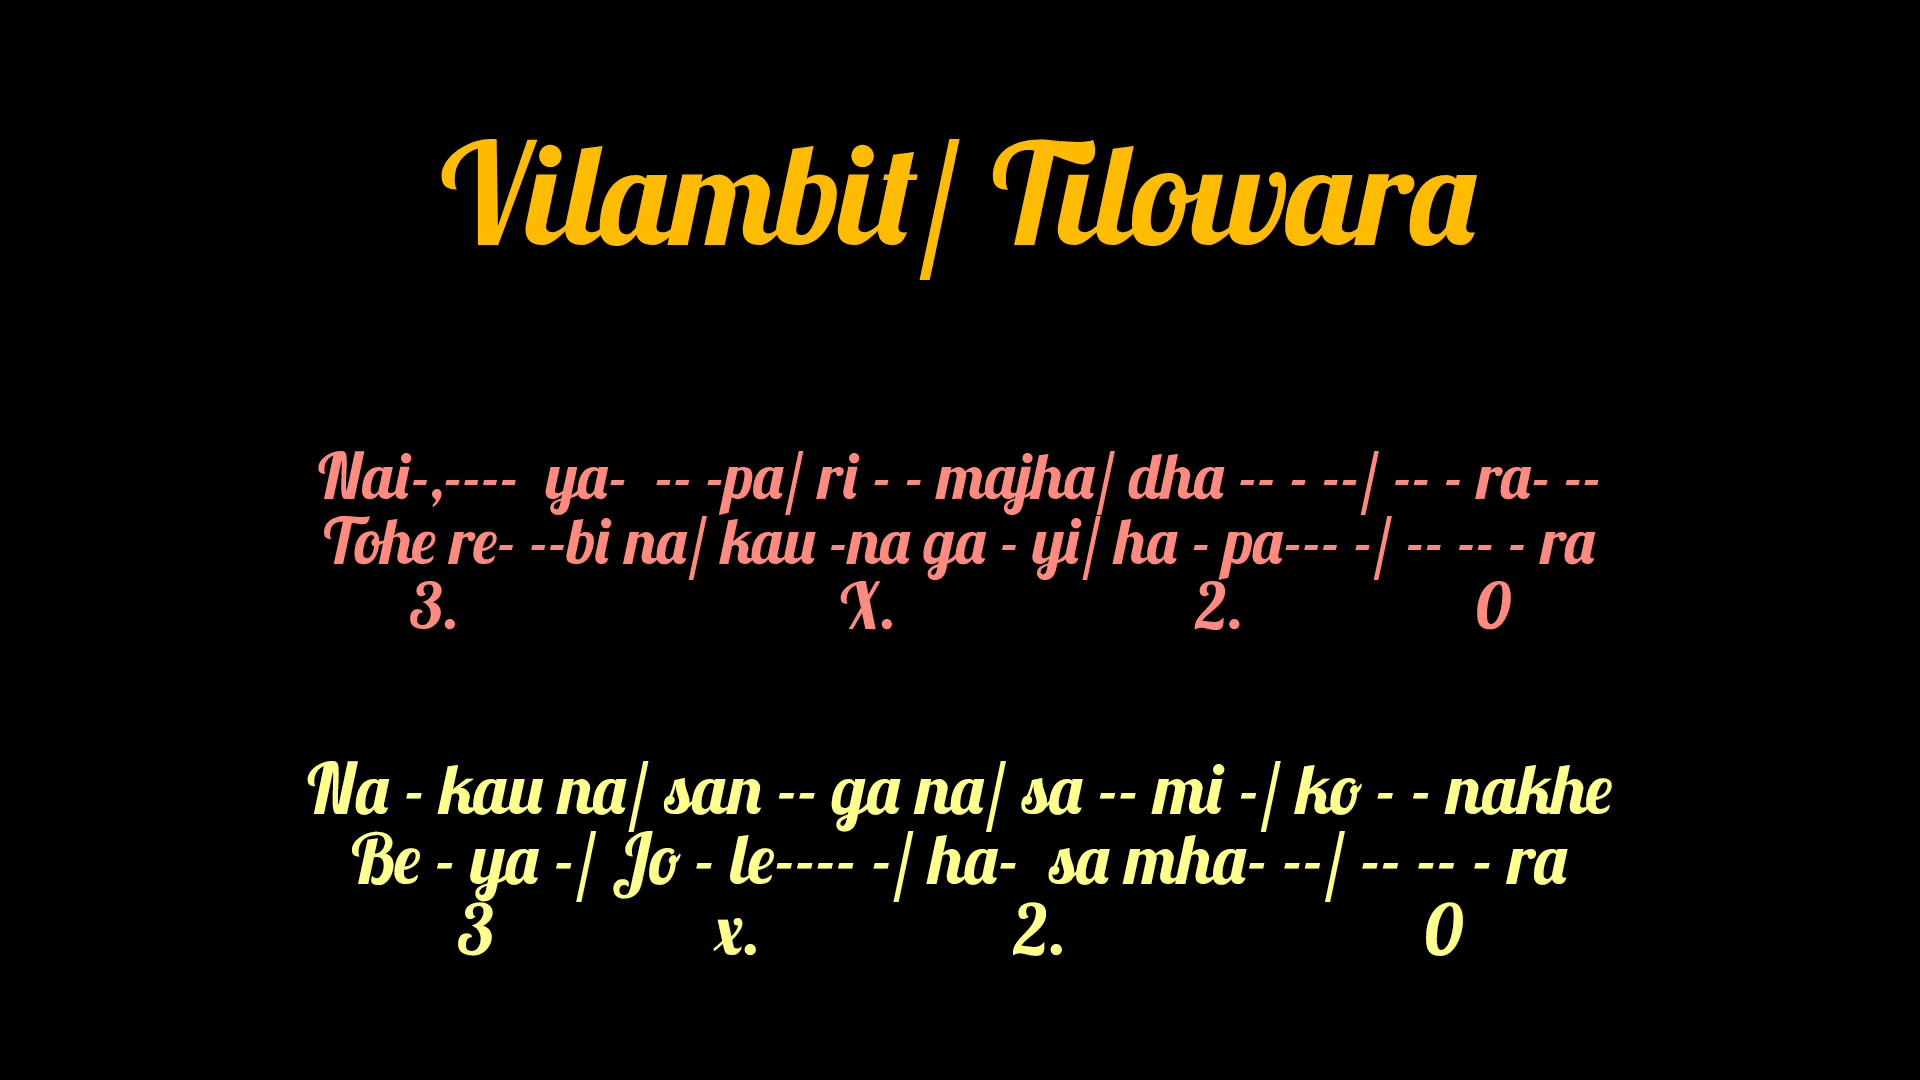 Vilambit/ Tilowara
Nai-,---- ya- -- -pa/ ri - - majha/ dha -- - --/ -- - ra- --
Tohe re- --bi na/ kau -na ga - yi/ ha - pa--- -/ -- -- - ra
3. X. 2. 0
Na - kau na/ san -- ga na/ sa -- mi -/ ko - - nakhe
Be - ya -/ Jo - le---- -/ ha- sa mha- --/ -- -- - ra
3 x. 2. 0